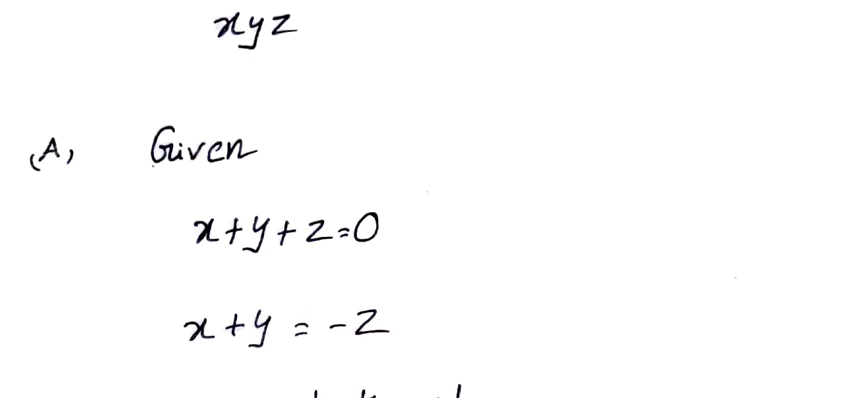 xyz
(A) Given
x+y+z=0
x+y = -z